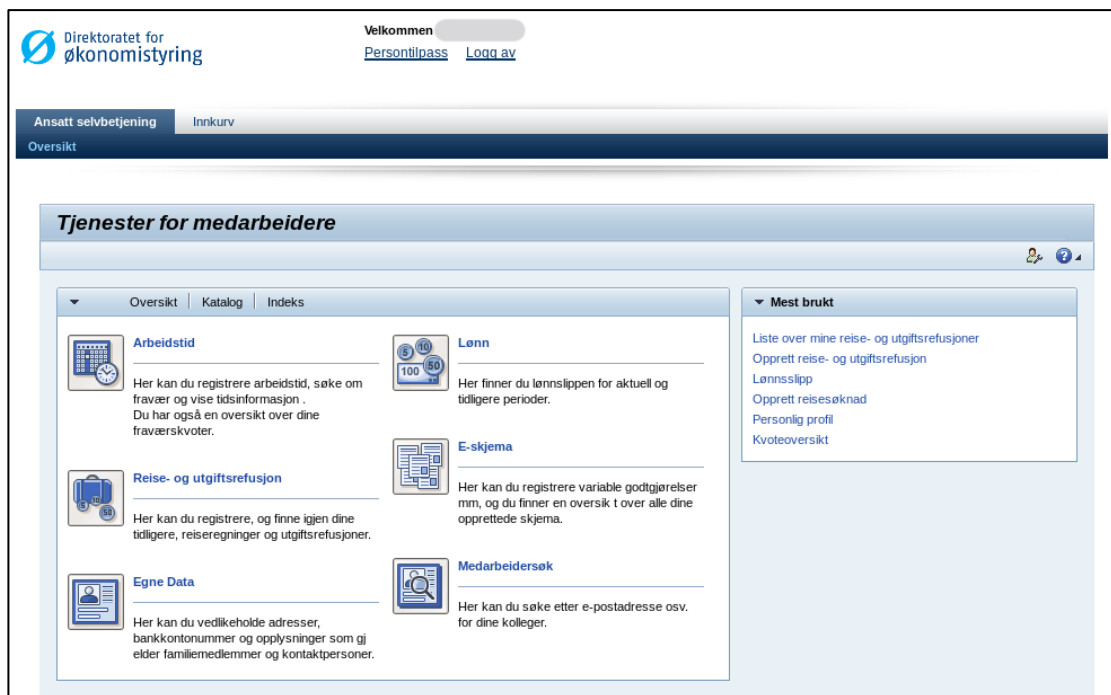 Direktoratet for
økonomistyring
Velkommen
Persontilpass Logg av
Ansatt selvbetjening Innkurv
Oversikt
Tjenester for medarbeidere
Oversikt Katalog Indeks
Arbeidstid
Her kan du registrere arbeidstid, søke om
fravær og vise tidsinformasjon .
Du har også en oversikt over dine
fraværskvoter.
Reise- og utgiftsrefusjon
Her kan du registrere, og finne igjen dine
tidligere, reiseregninger og utgiftsrefusjoner.
Egne Data
Her kan du vedlikeholde adresser,
bankkontonummer og opplysninger som gj
elder familiemedlemmer og kontaktpersoner.
5 10
100 50
Lønn
Her finner du lønnslippen for aktuell og
tidligere perioder.
E-skjema
Her kan du registrere variable godtgjørelser
mm, og du finner en oversik t over alle dine
opprettede skjema.
Medarbeidersøk
Her kan du søke etter e-postadresse osv.
for dine kolleger.
Mest brukt
Liste over mine reise- og utgiftsrefusjoner
Opprett reise- og utgiftsrefusjon
Lønnsslipp
Opprett reisesøknad
Personlig profil
Kvoteoversikt